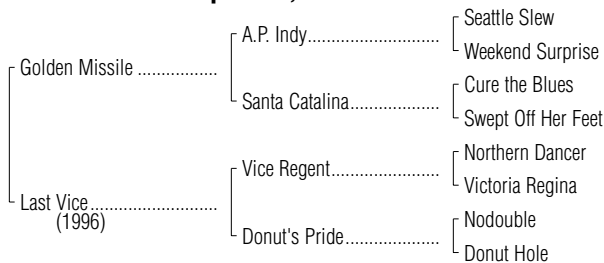 Seattle Slew
A.P. Indy..........................
Weekend Surprise
Golden Missile ................
Cure the Blues
Santa Catalina..................
Swept Off Her Feet
Northern Dancer
Vice Regent......................
Victoria Regina
Last Vice.........................
(1996)
Nodouble
Donut's Pride...................
Donut Hole